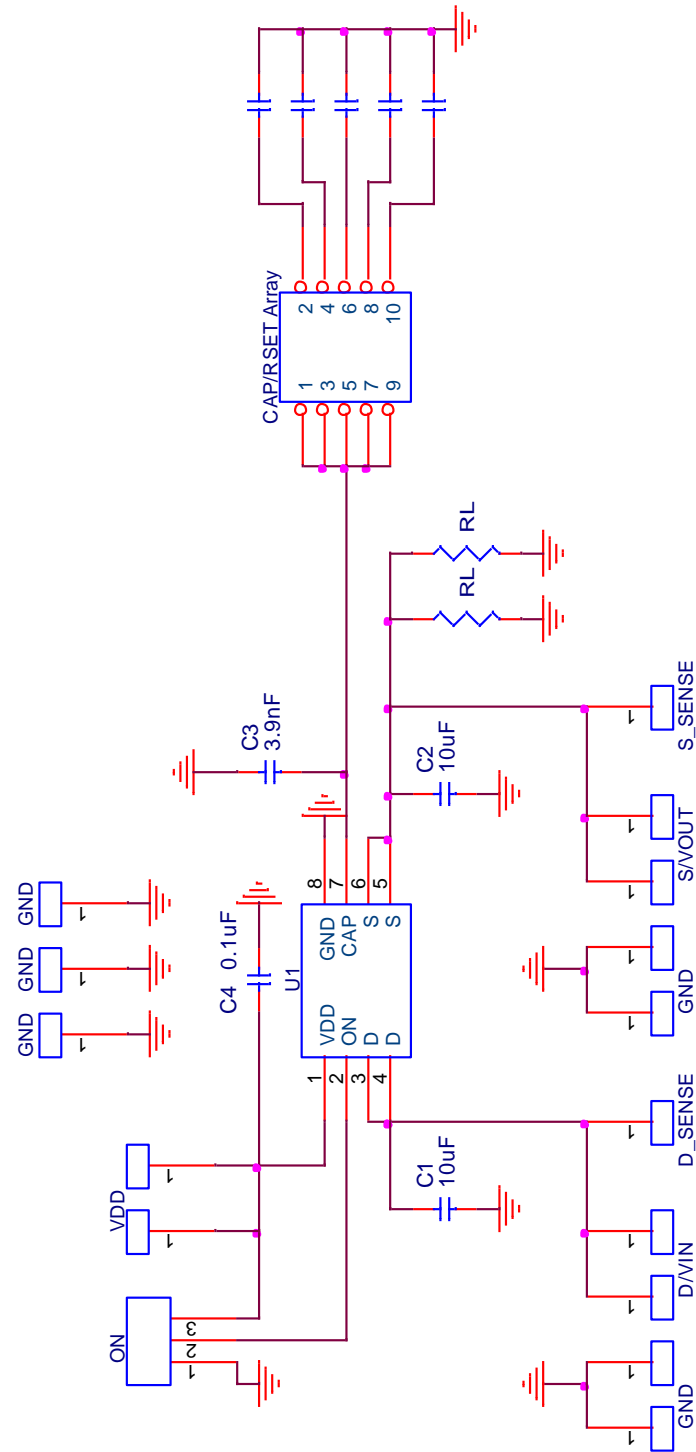 CAP/RSET Array
1 2
3 4
5 6
7 8
9 10
RL
RL
C3
3.9nF
C2
10uF
S_SENSE
1
S/VOUT
1
1
GND
1
1
GND
1
GND
1
GND
1
C4 0.1uF
U1
1 VDD GND 8
2 ON CAP 7
3 D S 6
4 D S 5
C1
10uF
D_SENSE
1
D/VIN
1
1
GND
1
1
VDD
1
1
ON
3
2
1